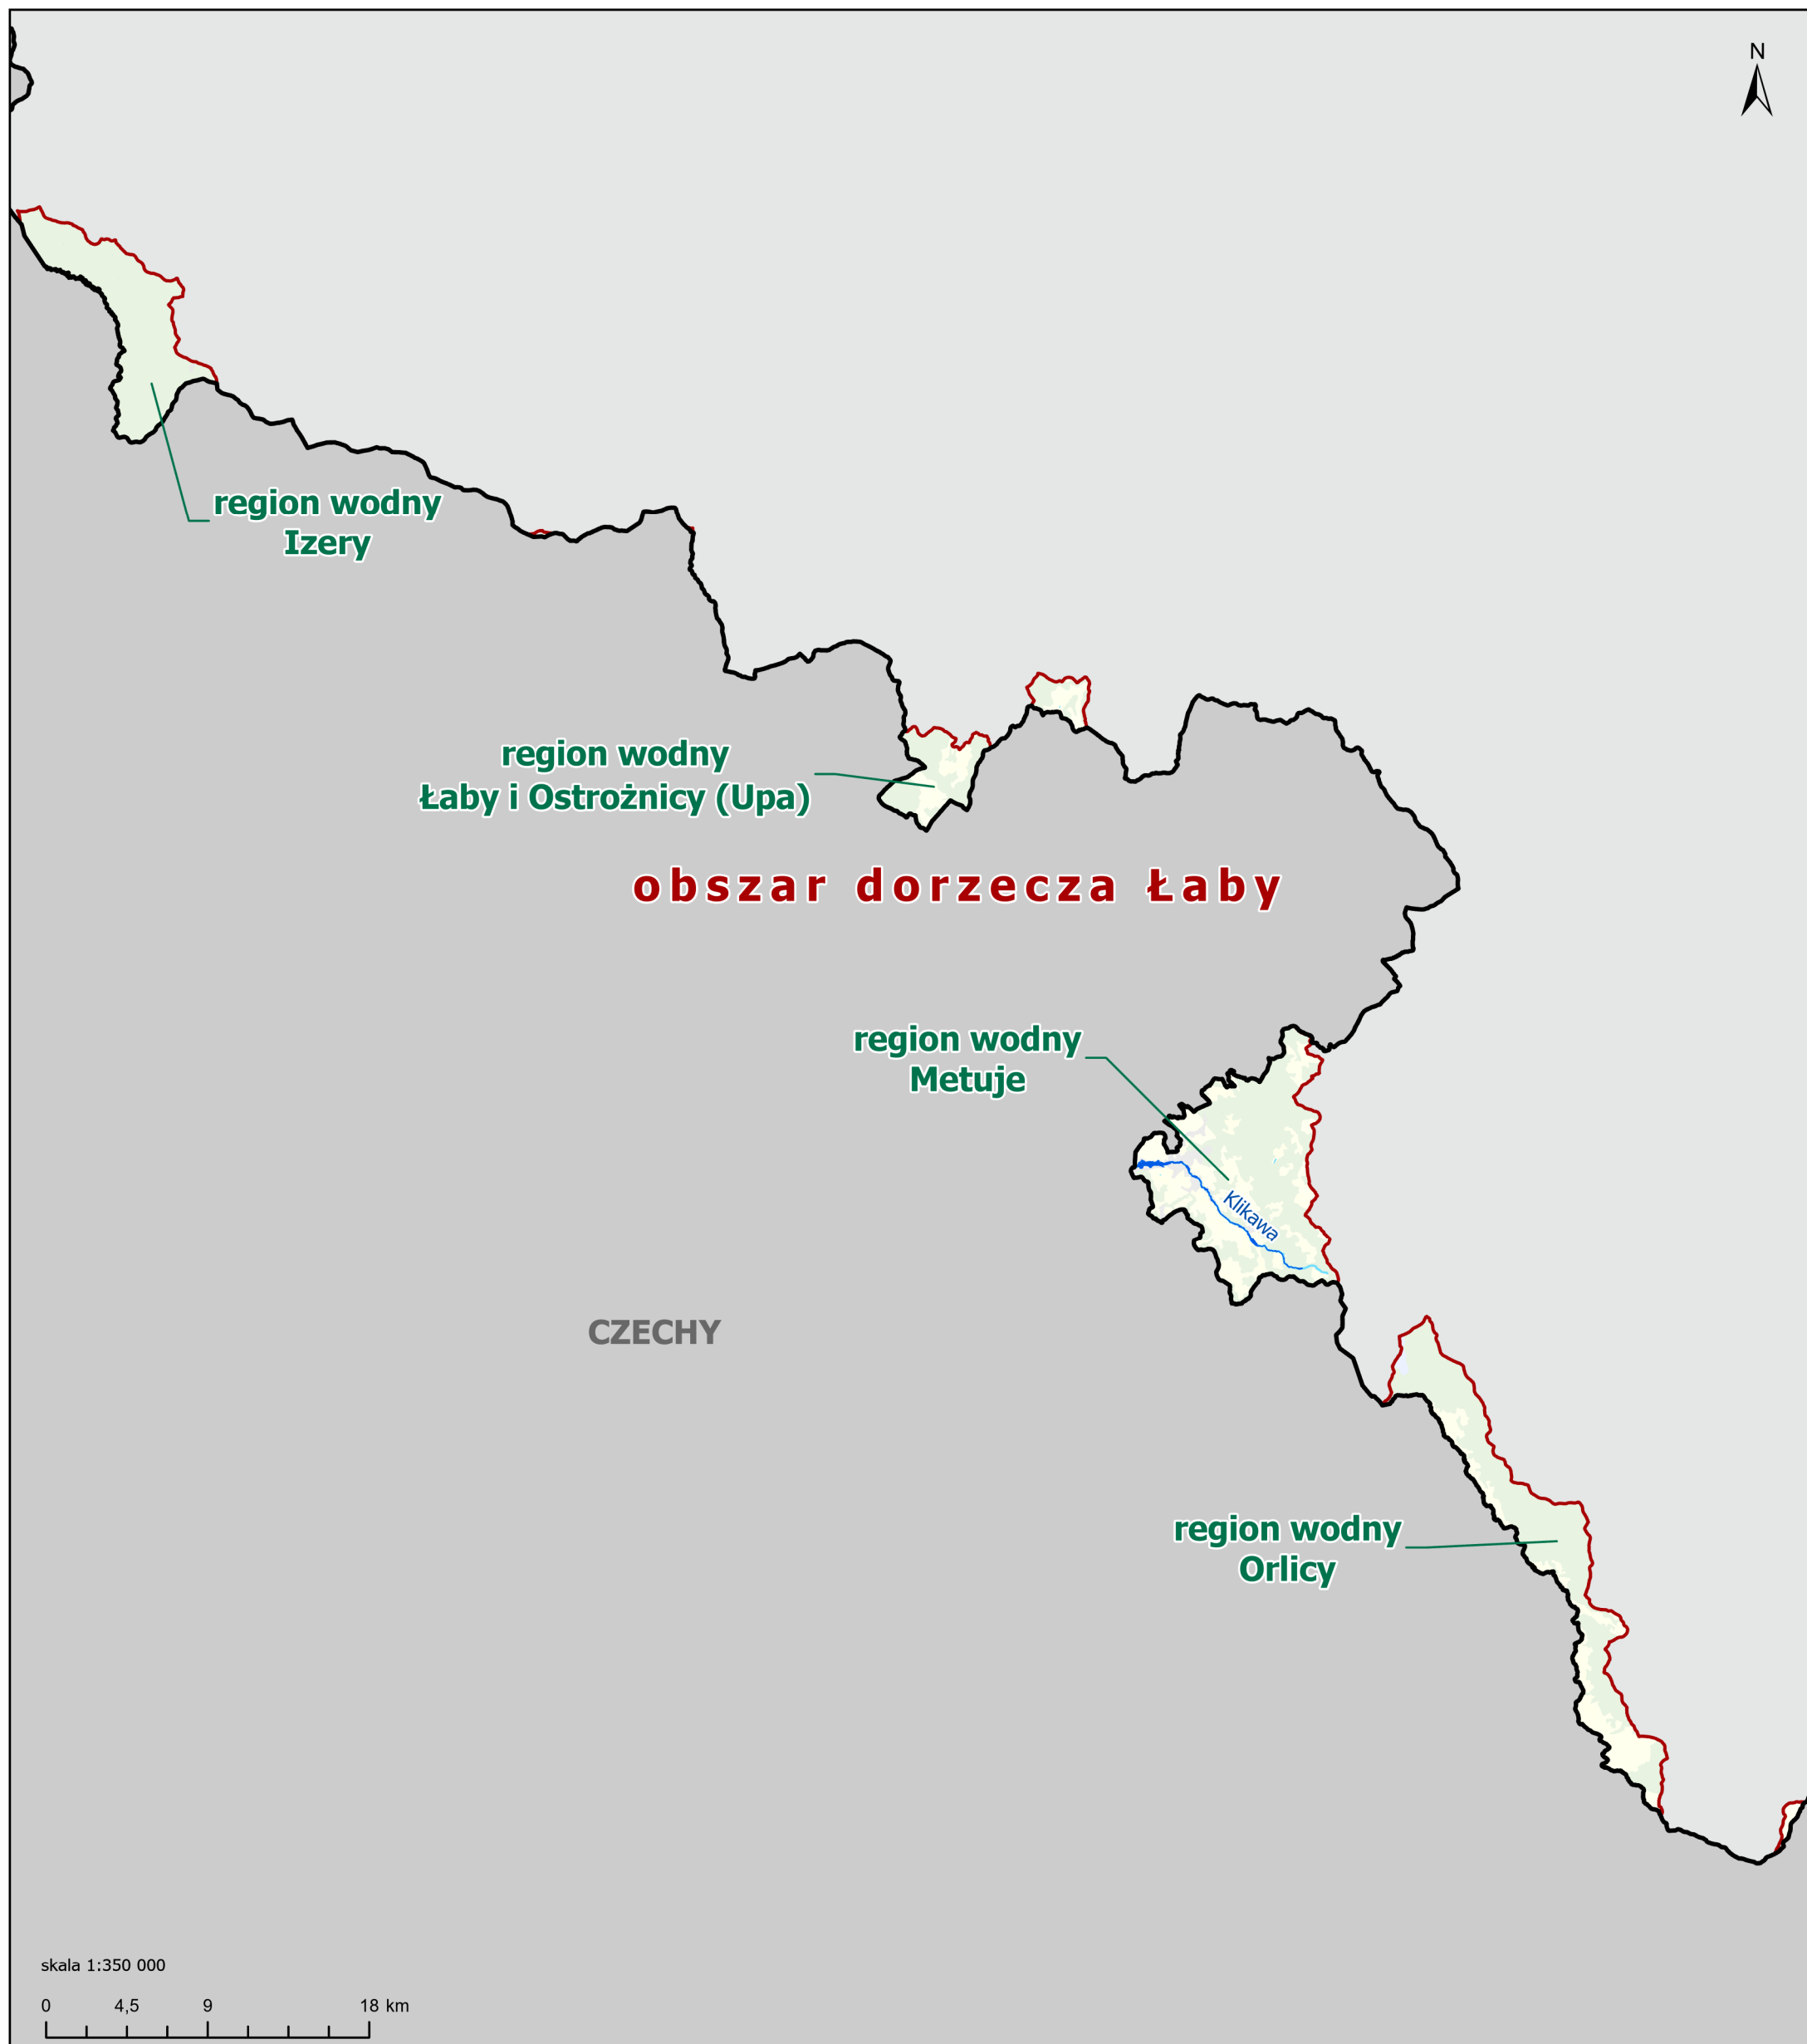 N
region wodny
Izery
region wodny
Łaby i Ostrożnicy (Upa)
obszar dorzecza Łaby
region wodny
Metuje
Klikawa
CZECHY
region wodny
Orlicy
skala 1:350 000
0 4,5 9 18 km